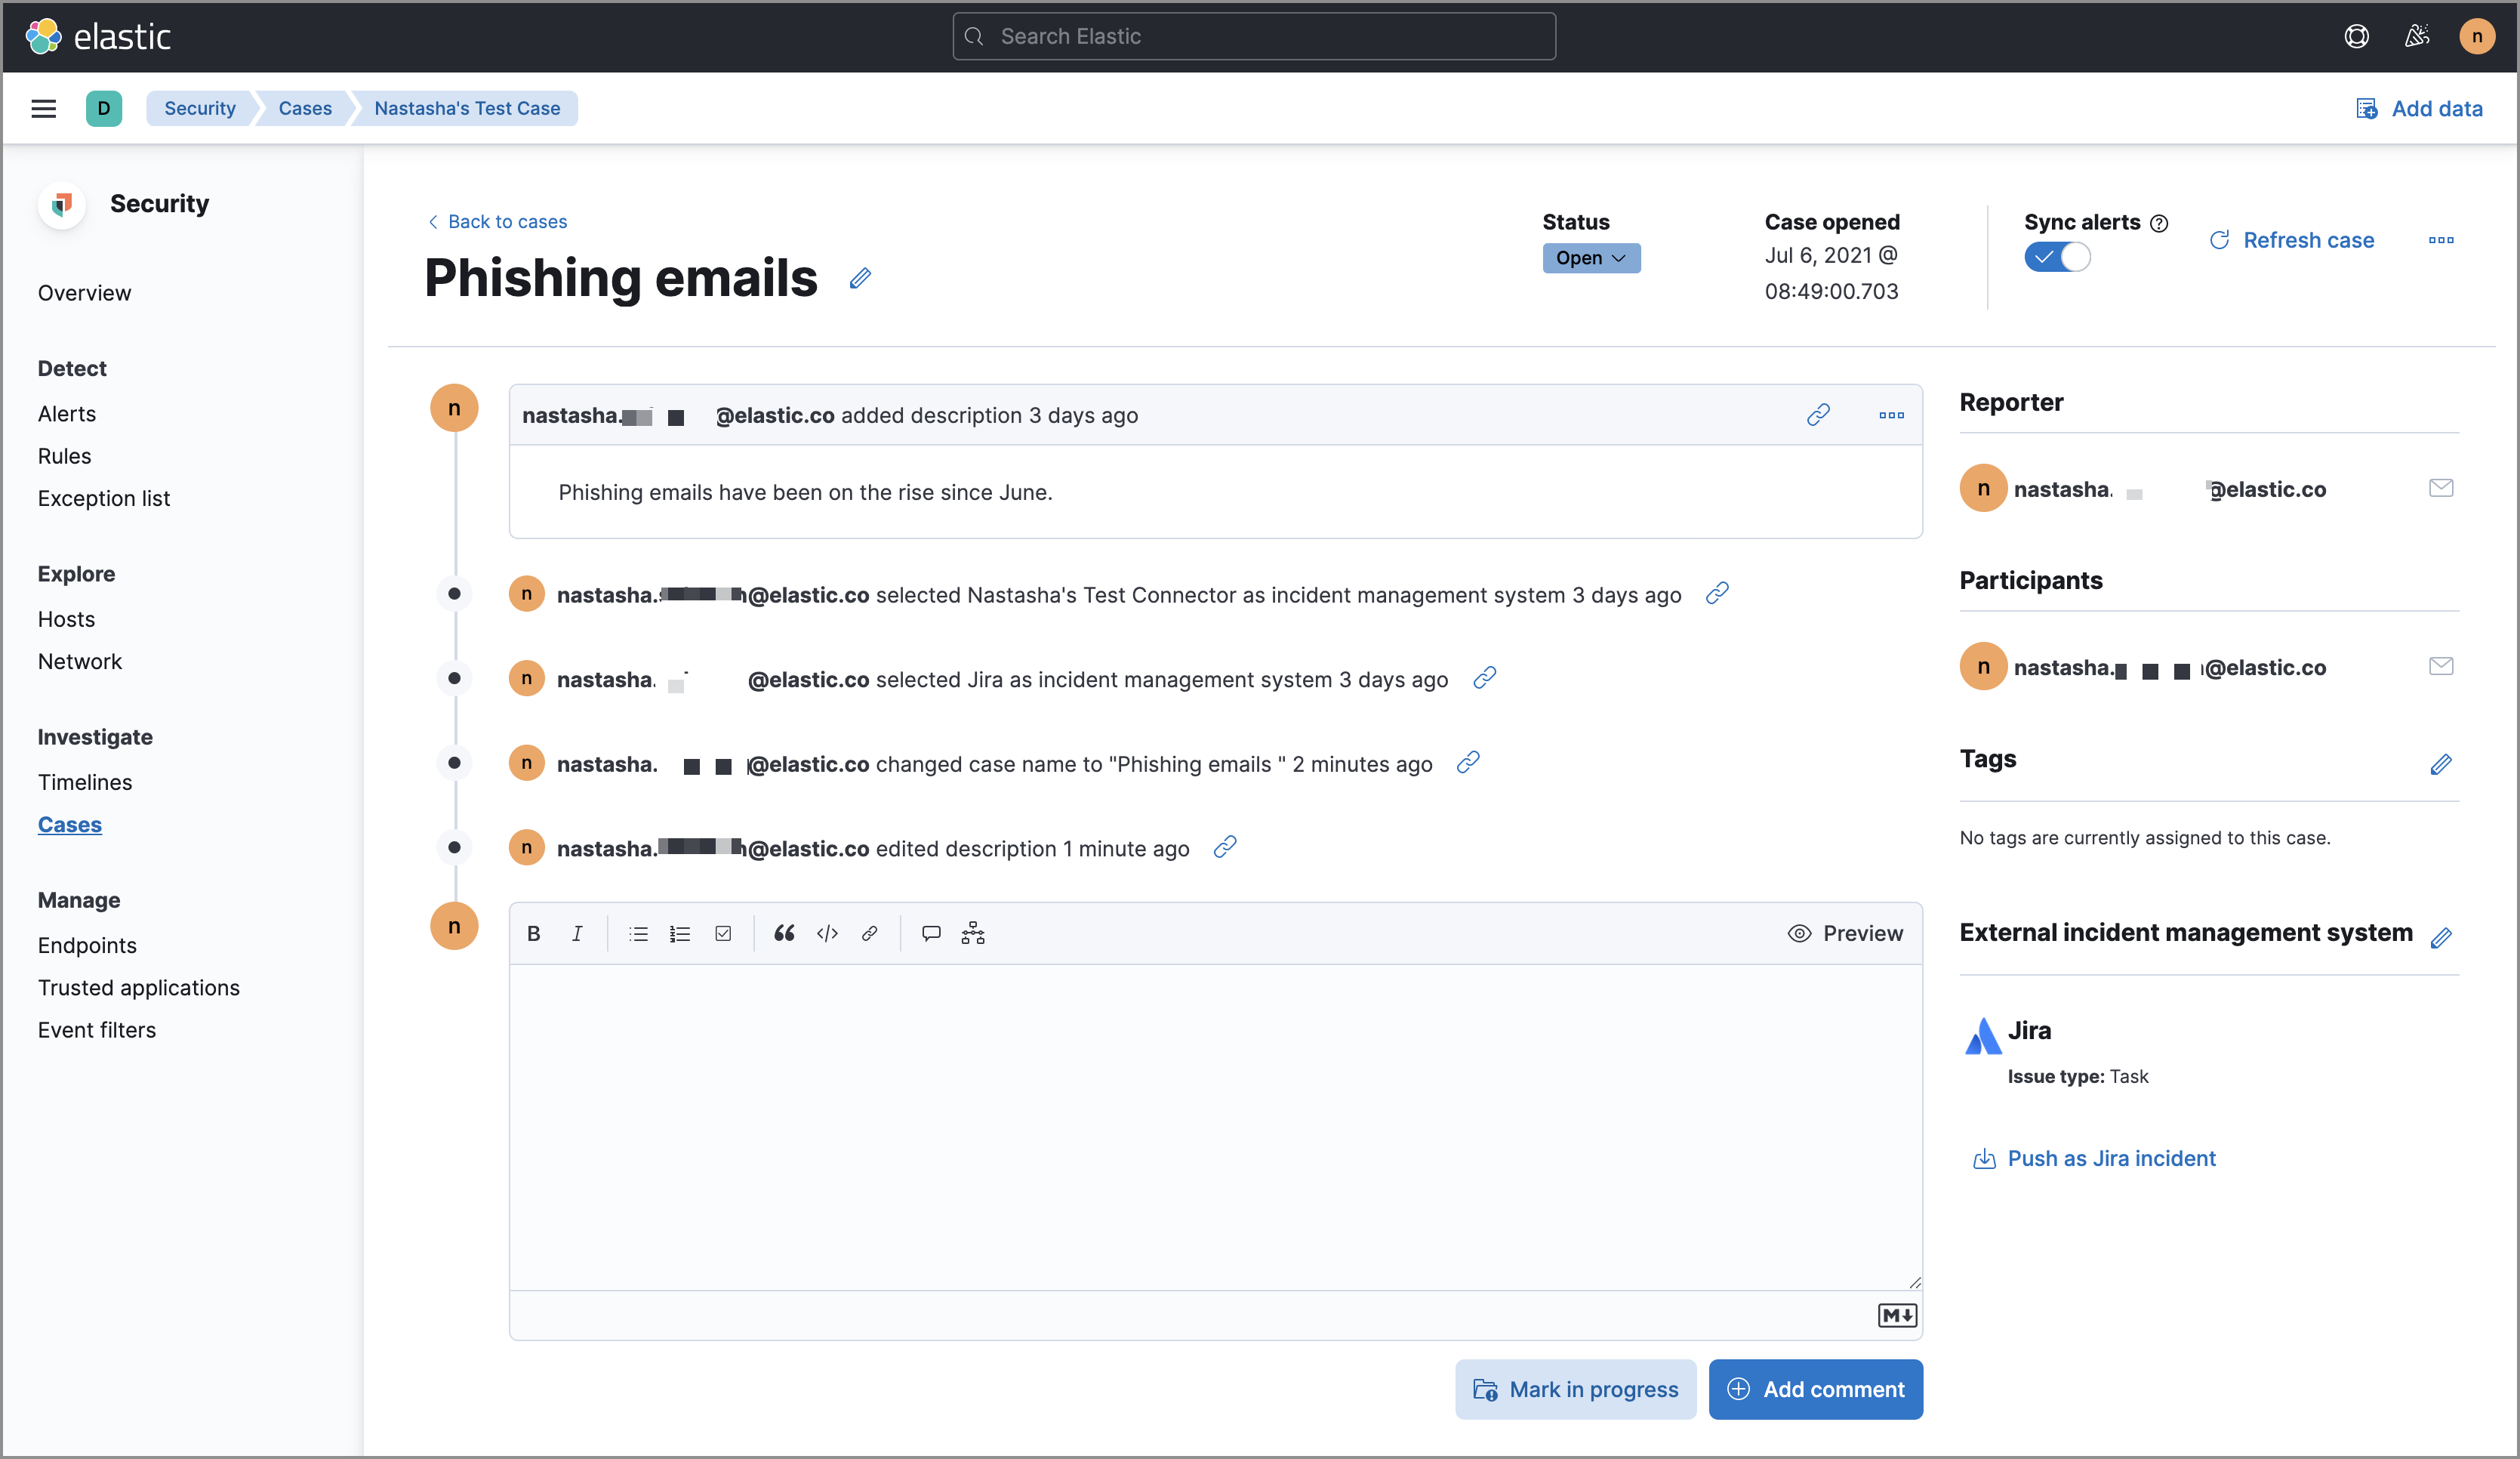 elastic
Search Elastic
n
D
Security
Cases
Nastasha's Test Case
Add data
Security
Overview
Detect
Alerts
Rules
Exception list
Explore
Hosts
Network
Investigate
Timelines
Cases
Manage
Endpoints
Trusted applications
Event filters
Back to cases
Phishing emails
Status
Open
Case opened
Jul 6, 2021 @
08:49:00.703
Sync alerts
Refresh case
n
nastasha. @elastic.co added description 3 days ago
Phishing emails have been on the rise since June.
n
nastasha. @elastic.co selected Nastasha's Test Connector as incident management system 3 days ago
n
nastasha. @elastic.co selected Jira as incident management system 3 days ago
n
nastasha. @elastic.co changed case name to "Phishing emails " 2 minutes ago
n
nastasha. @elastic.co edited description 1 minute ago
n
B I
Preview
M
Mark in progress
Add comment
Reporter
n
nastasha. @elastic.co
Participants
n
nastasha. @elastic.co
Tags
No tags are currently assigned to this case.
External incident management system
Jira
Issue type: Task
Push as Jira incident